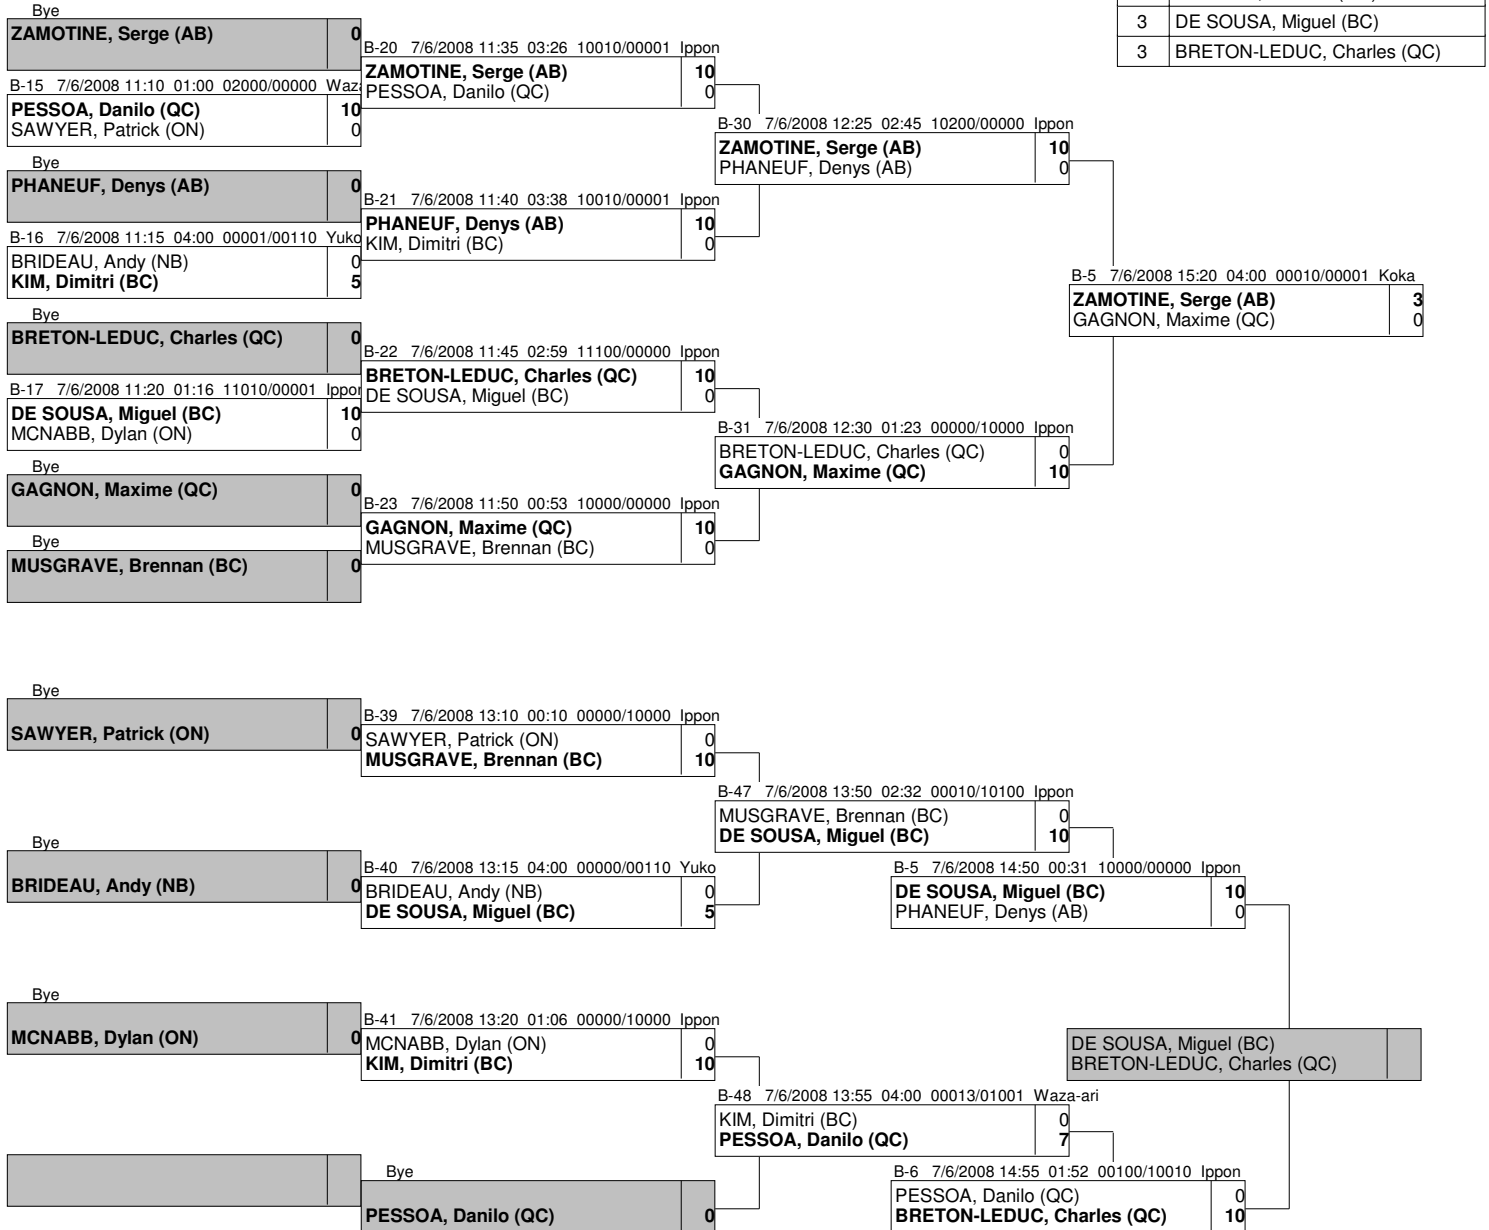 3 DE SOUSA, Miguel (BC)
3 BRETON-LEDUC, Charles (QC)
Bye
ZAMOTINE, Serge (AB) 0
B-15 7/6/2008 11:10 01:00 02000/00000
PESSOA, Danilo (QC) 10
SAWYER, Patrick (ON) 0
Bye
PHANEUF, Denys (AB) 0
B-16 7/6/2008 11:15 04:00 00001/00110 Yuko
BRIDEAU, Andy (NB) 0
KIM, Dimitri (BC) 5
Bye
BRETON-LEDUC, Charles (QC) 0
B-17 7/6/2008 11:20 01:16 11010/00001 Ippon
DE SOUSA, Miguel (BC) 10
MCNABB, Dylan (ON) 0
Bye
GAGNON, Maxime (QC) 0
Bye
MUSGRAVE, Brennan (BC) 0
B-20 7/6/2008 11:35 03:26 10010/00001 Ippon
ZAMOTINE, Serge (AB) 10
PESSOA, Danilo (QC) 0
B-21 7/6/2008 11:40 03:38 10010/00001 Ippon
PHANEUF, Denys (AB) 10
KIM, Dimitri (BC) 0
B-22 7/6/2008 11:45 02:59 11100/00000 Ippon
BRETON-LEDUC, Charles (QC) 10
DE SOUSA, Miguel (BC) 0
B-23 7/6/2008 11:50 00:53 10000/00000 Ippon
GAGNON, Maxime (QC) 10
MUSGRAVE, Brennan (BC) 0
B-30 7/6/2008 12:25 02:45 10200/00000 Ippon
ZAMOTINE, Serge (AB) 10
PHANEUF, Denys (AB) 0
B-31 7/6/2008 12:30 01:23 00000/10000 Ippon
BRETON-LEDUC, Charles (QC) 0
GAGNON, Maxime (QC) 10
B-5 7/6/2008 15:20 04:00 00010/00001 Koka
ZAMOTINE, Serge (AB) 3
GAGNON, Maxime (QC) 0
Bye
SAWYER, Patrick (ON) 0
Bye
BRIDEAU, Andy (NB) 0
Bye
MCNABB, Dylan (ON) 0
B-39 7/6/2008 13:10 00:10 00000/10000 Ippon
SAWYER, Patrick (ON) 0
MUSGRAVE, Brennan (BC) 10
B-40 7/6/2008 13:15 04:00 00000/00110 Yuko
BRIDEAU, Andy (NB) 0
DE SOUSA, Miguel (BC) 5
B-41 7/6/2008 13:20 01:06 00000/10000 Ippon
MCNABB, Dylan (ON) 0
KIM, Dimitri (BC) 10
Bye
PESSOA, Danilo (QC) 0
B-47 7/6/2008 13:50 02:32 00010/10100 Ippon
MUSGRAVE, Brennan (BC) 0
DE SOUSA, Miguel (BC) 10
B-48 7/6/2008 13:55 04:00 00013/01001 Waza-ari
KIM, Dimitri (BC) 0
PESSOA, Danilo (QC) 7
B-5 7/6/2008 14:50 00:31 10000/00000 Ippon
DE SOUSA, Miguel (BC) 10
PHANEUF, Denys (AB) 0
B-6 7/6/2008 14:55 01:52 00100/10010 Ippon
PESSOA, Danilo (QC) 0
BRETON-LEDUC, Charles (QC) 10
DE SOUSA, Miguel (BC)
BRETON-LEDUC, Charles (QC)